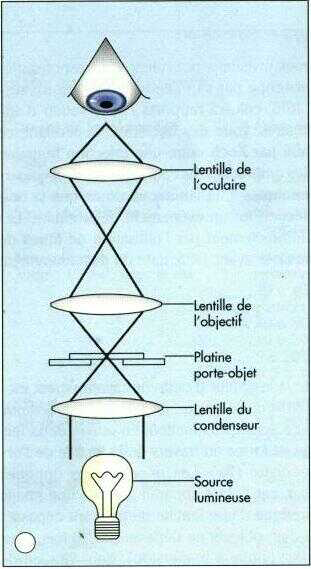 Lentille de
l'oculaire
Lentille de
l'objectif
Platine
porte-objet
Lentille du
condenseur
Source
lumineuse